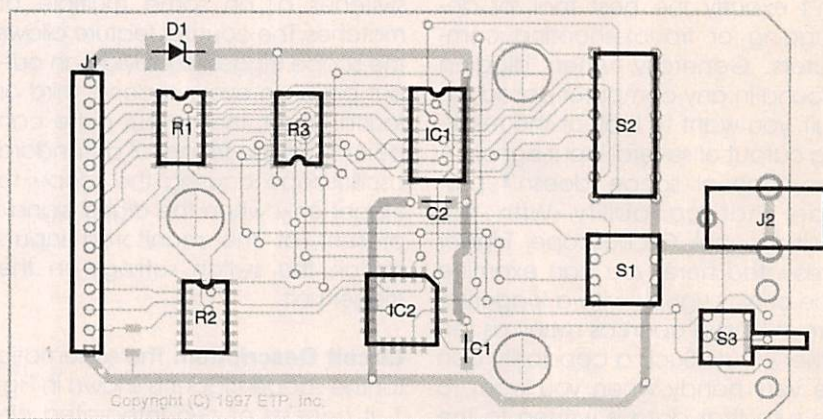 D1
J1
R1
R3
IC1
S2
C2
J2
S1
R2
IC2
C1
S3
Copyright (C) 1997 ETP, Inc.